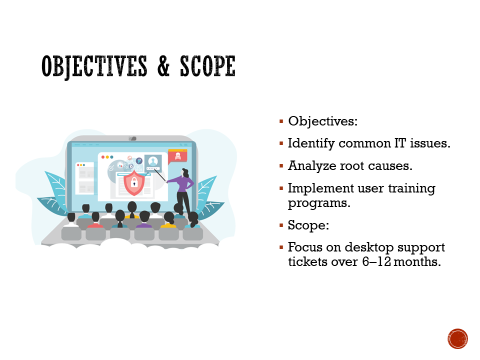 OBJECTIVES & SCOPE
▪ Objectives:
▪ Identify common IT issues.
▪ Analyze root causes.
▪ Implement user training
programs.
▪ Scope:
▪ Focus on desktop support
tickets over 6–12 months.